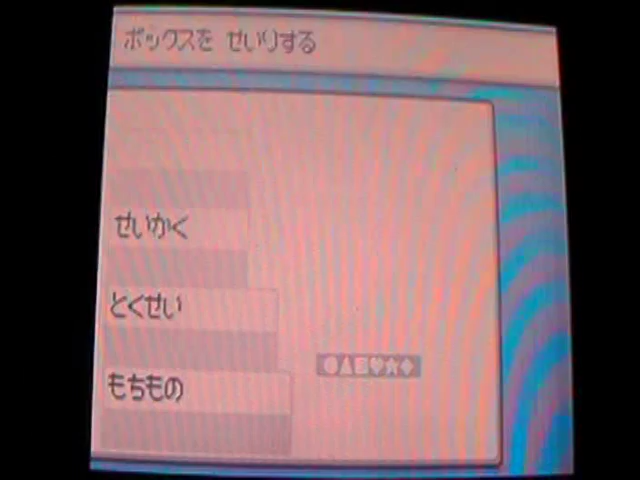 ボックスを せいりする
せいかく
とくせい
●▲■♥★◆
もちもの